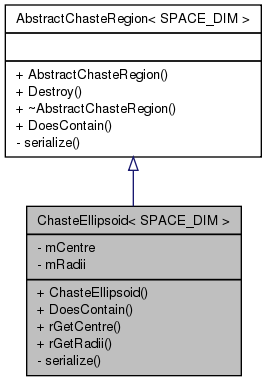 AbstractChasteRegion< SPACE_DIM >
+ AbstractChasteRegion()
+ Destroy()
+ ~AbstractChasteRegion()
+ DoesContain()
- serialize()
ChasteEllipsoid< SPACE_DIM >
- mCentre
- mRadii
+ ChasteEllipsoid()
+ DoesContain()
+ rGetCentre()
+ rGetRadii()
- serialize()